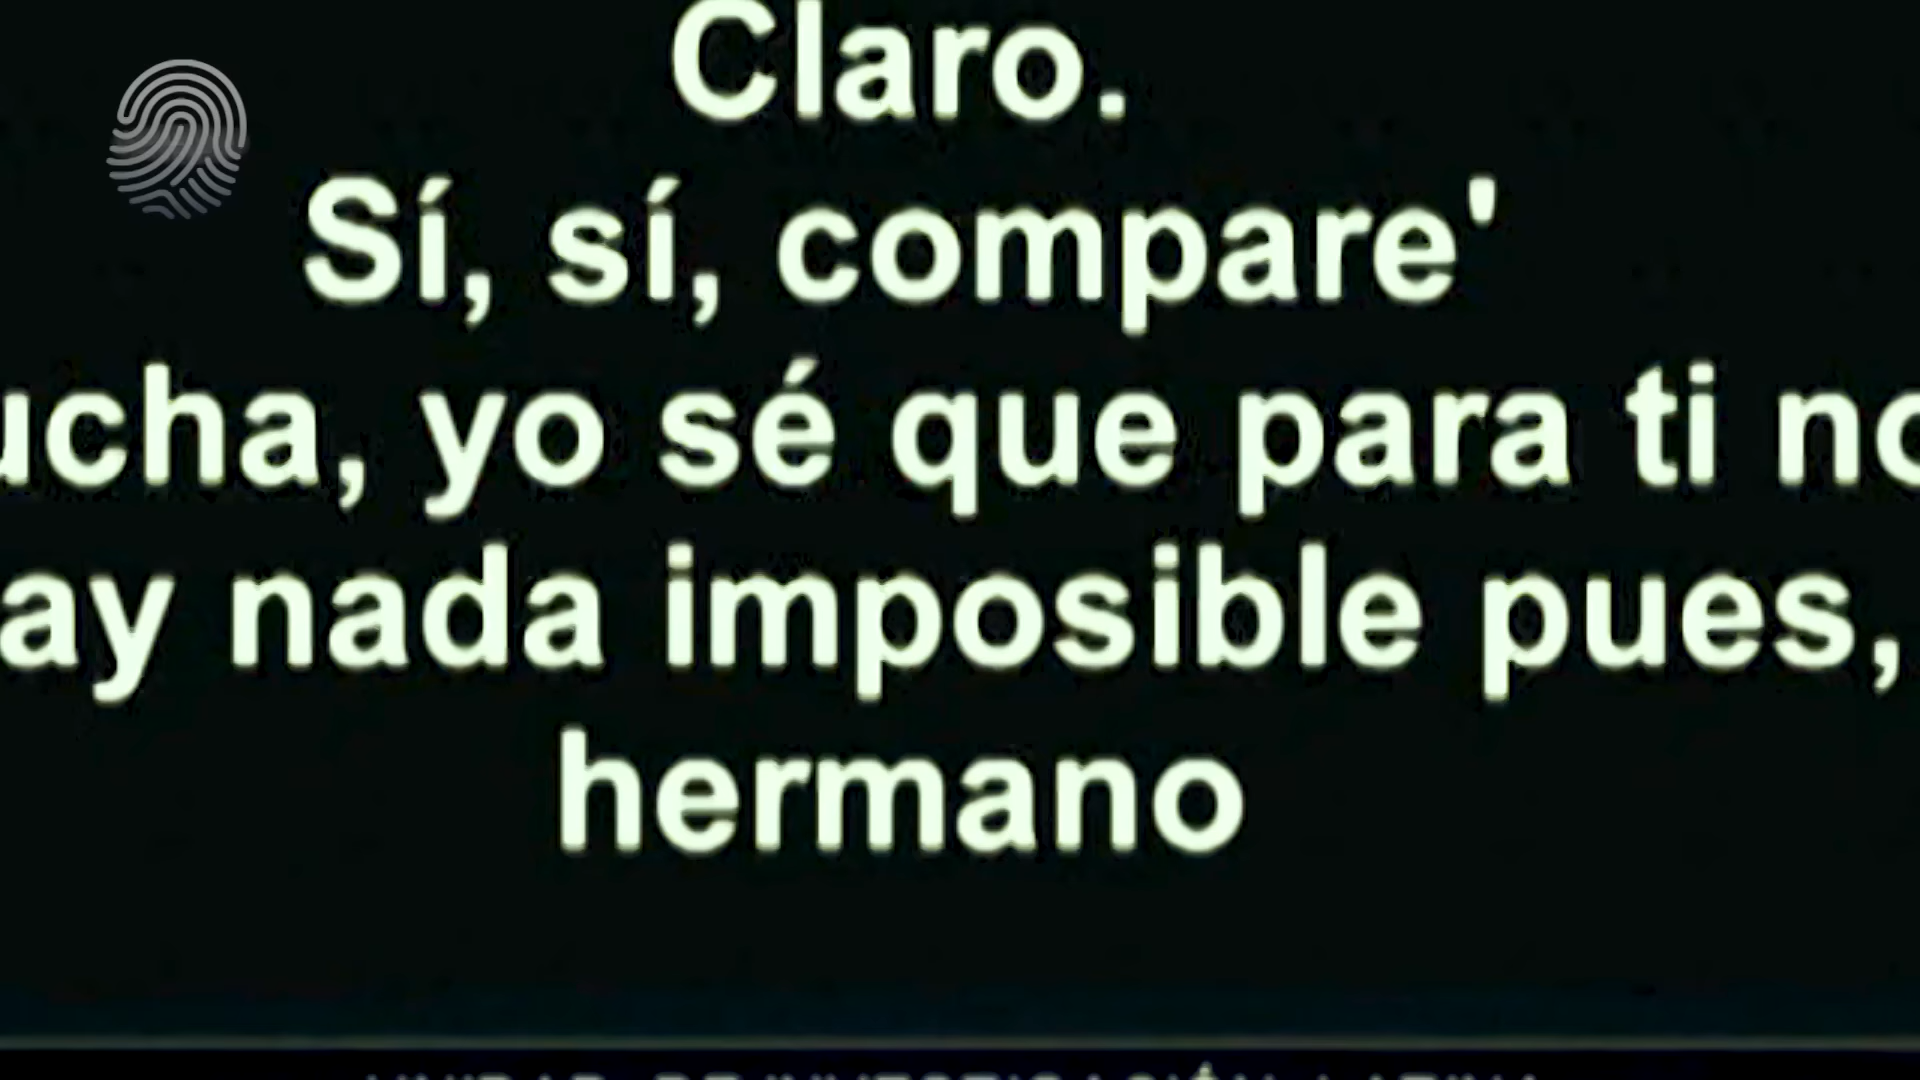 Claro.
Sí, sí, compare'
ucha, yo sé que para ti no
ay nada imposible pues,
hermano